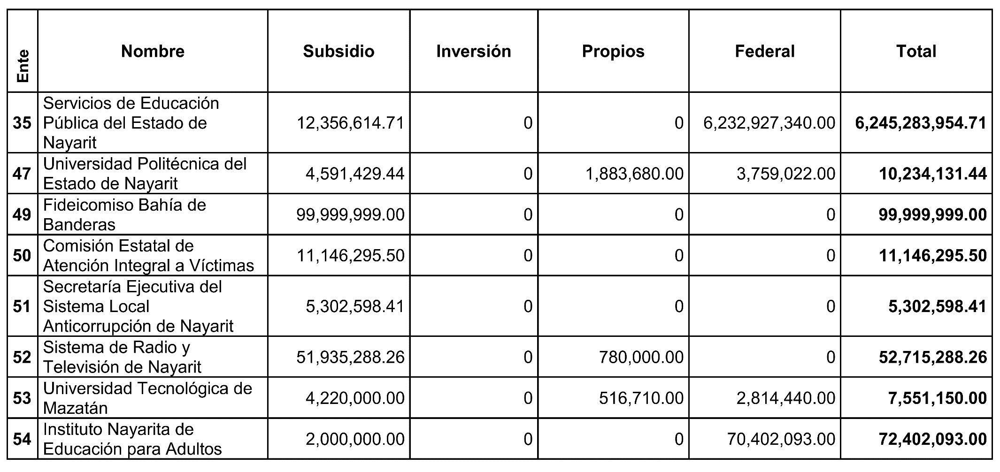 Ente Nombre Subsidio Inversión Propios Federal Total
Servicios de Educación
35 Pública del Estado de 12,356,614.71 0 0 6,232,927,340.00 6,245,283,954.71
Nayarit
Universidad Politécnica del
47 4,591,429.44 0 1,883,680.00 3,759,022.00 10,234,131.44
Estado de Nayarit
Fideicomiso Bahía de
49 99,999,999.00 0 0 0 99,999,999.00
Banderas
Comisión Estatal de
50 11,146,295.50 0 0 0 11,146,295.50
Atención Integral a Víctimas
Secretaría Ejecutiva del
51 Sistema Local 5,302,598.41 0 0 0 5,302,598.41
Anticorrupción de Nayarit
Sistema de Radio y
52 51,935,288.26 0 780,000.00 0 52,715,288.26
Televisión de Nayarit
Universidad Tecnológica de
53 4,220,000.00 0 516,710.00 2,814,440.00 7,551,150.00
Mazatán
Instituto Nayarita de
54 2,000,000.00 0 0 70,402,093.00 72,402,093.00
Educación para Adultos